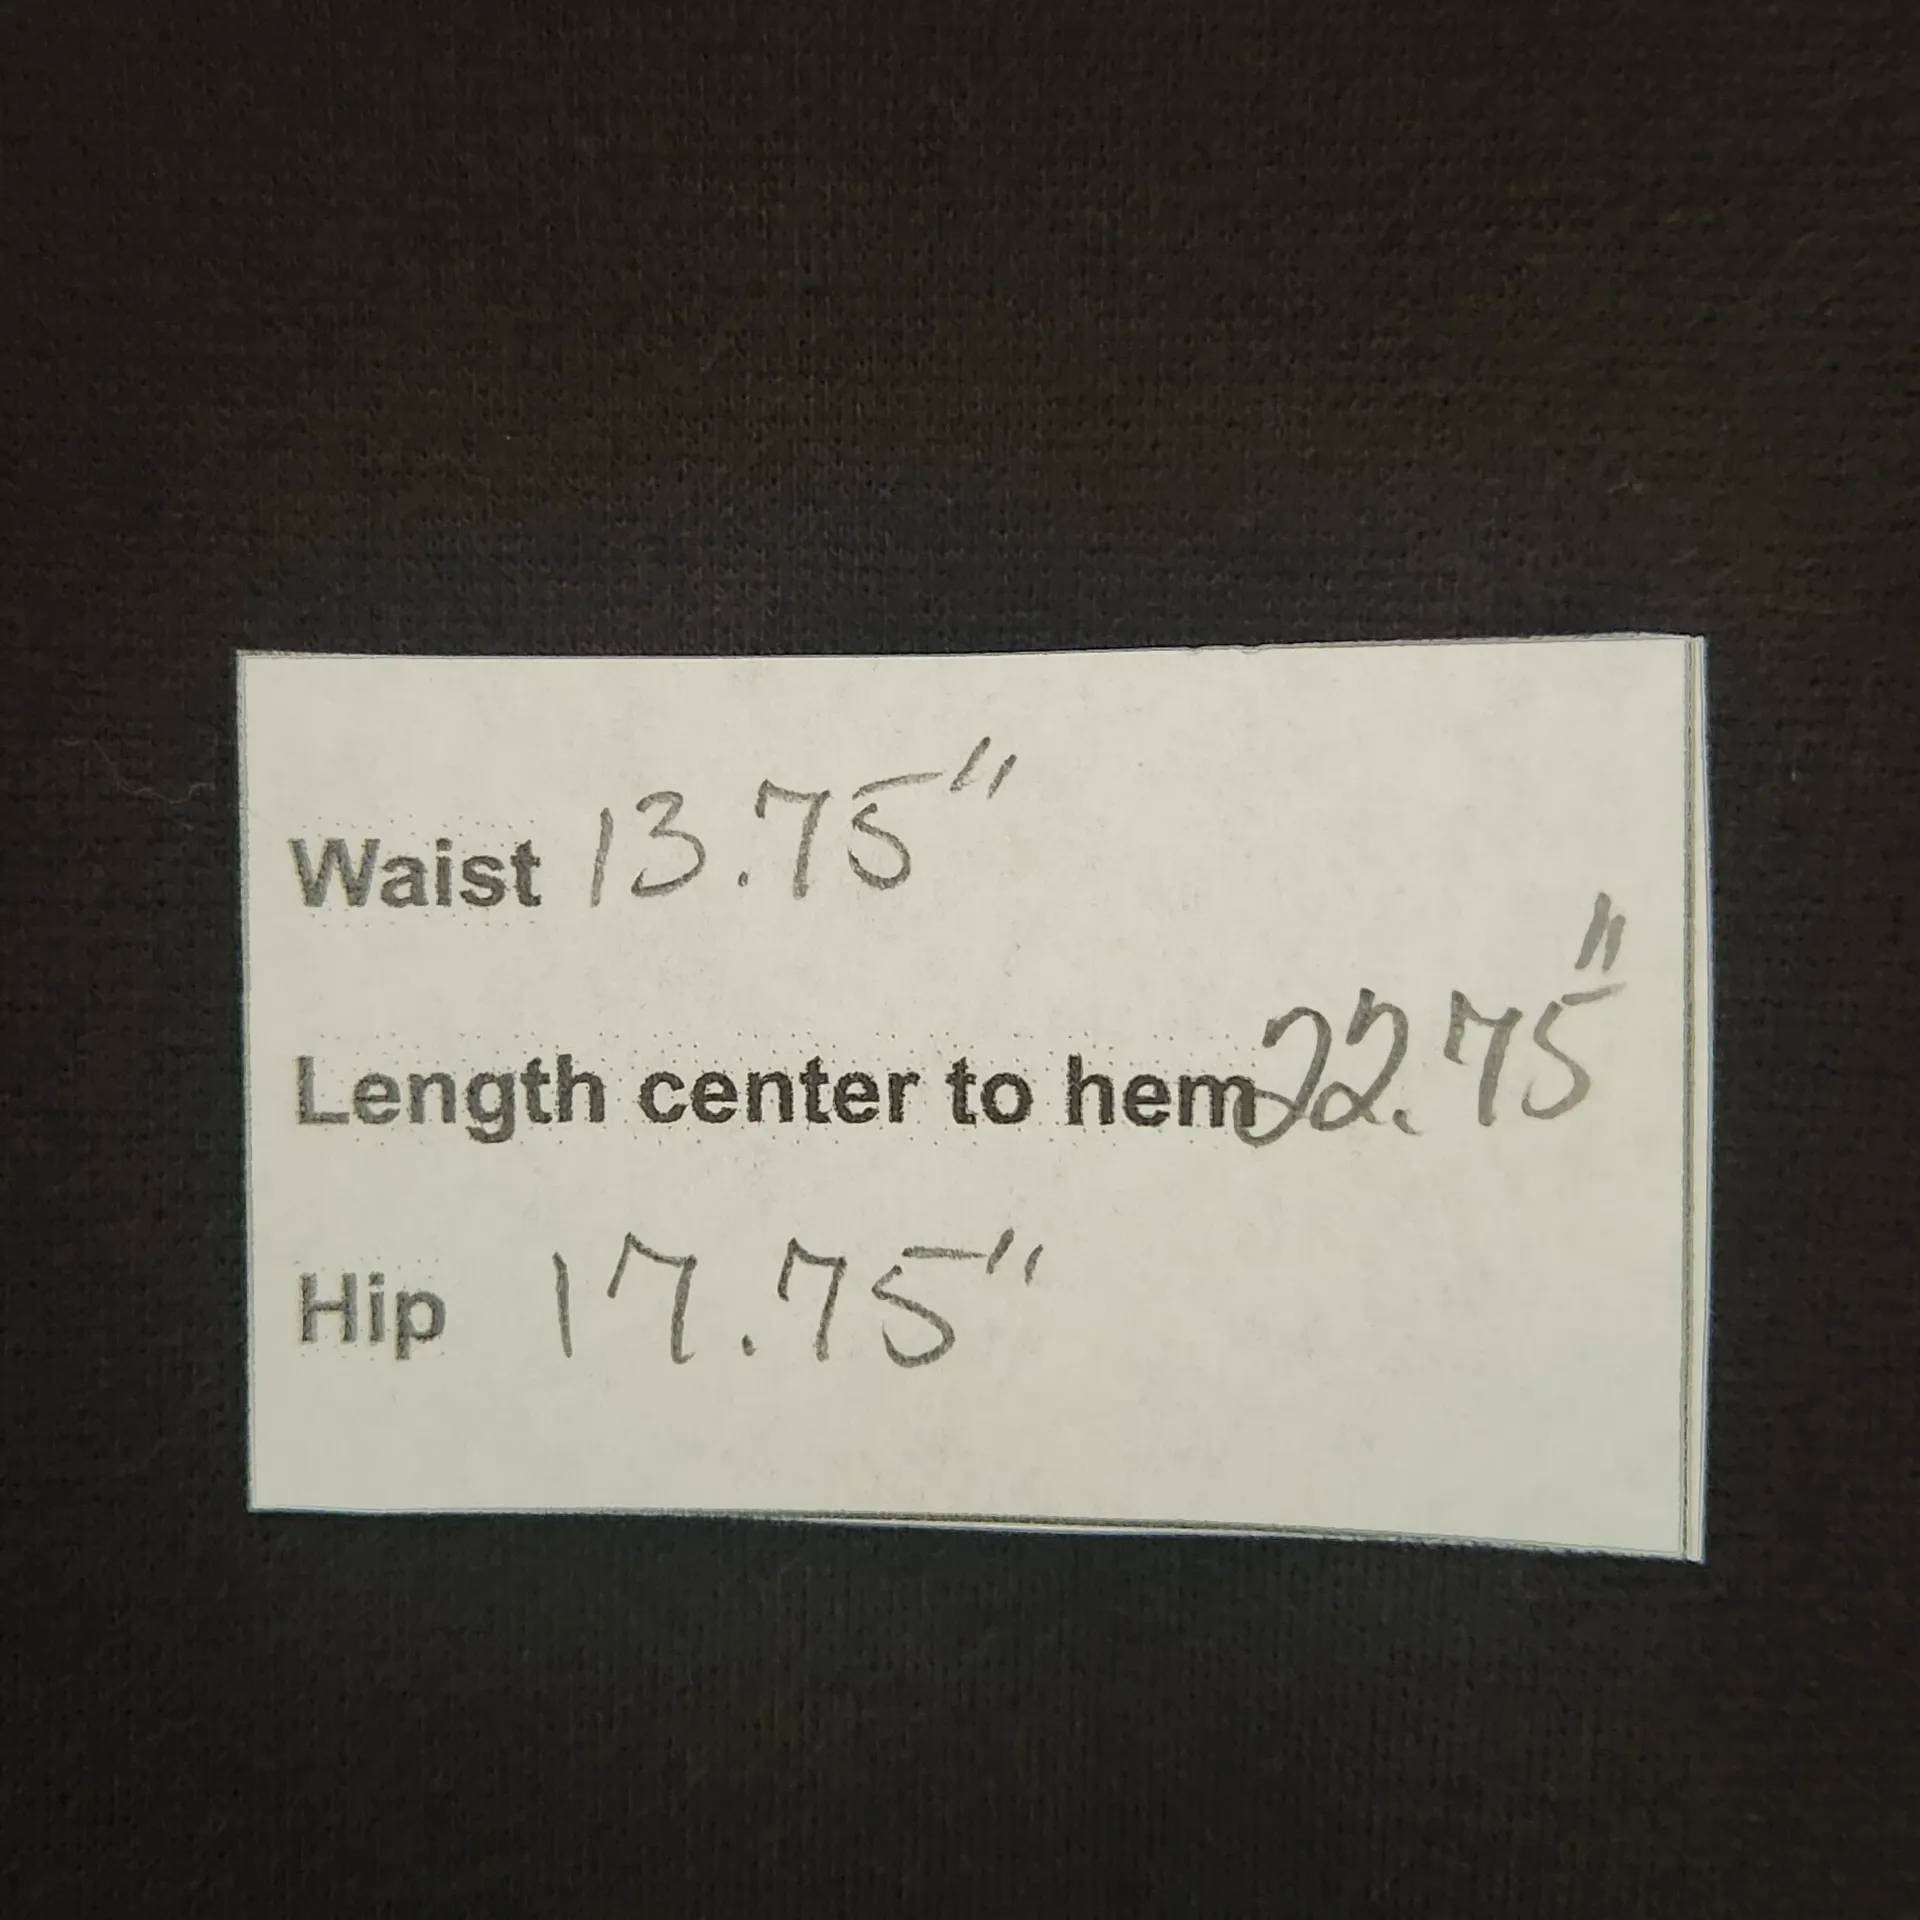 Waist 13.75"
Length center to hem 22.75"
Hip 17.75"